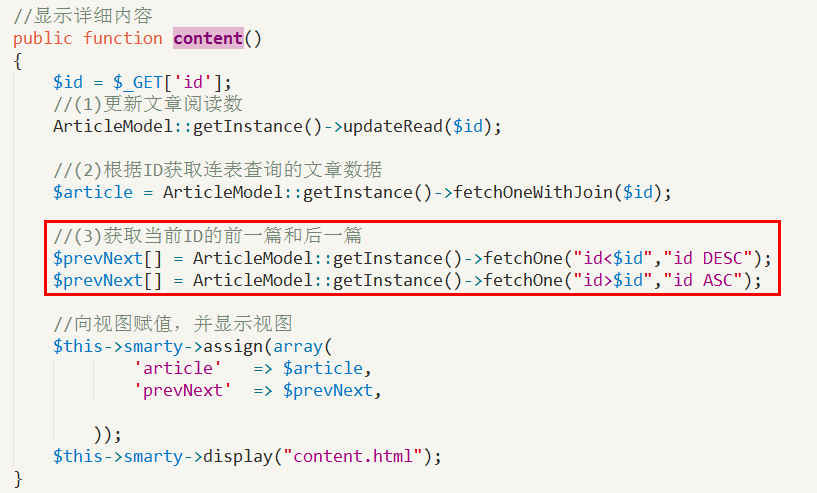 //显示详细内容
public function content()
{
$id = $_GET['id'];
//(1)更新文章阅读数
ArticleModel::getInstance()->updateRead($id);
//(2)根据ID获取连表查询的文章数据
$article = ArticleModel::getInstance()->fetchOneWithJoin($id);
//(3)获取当前ID的前一篇和后一篇
$prevNext[] = ArticleModel::getInstance()->fetchOne("id<$id","id DESC");
$prevNext[] = ArticleModel::getInstance()->fetchOne("id>$id","id ASC");
//向视图赋值，并显示视图
$this->smarty->assign(array(
'article'   => $article,
'prevNext'  => $prevNext,
));
$this->smarty->display("content.html");
}